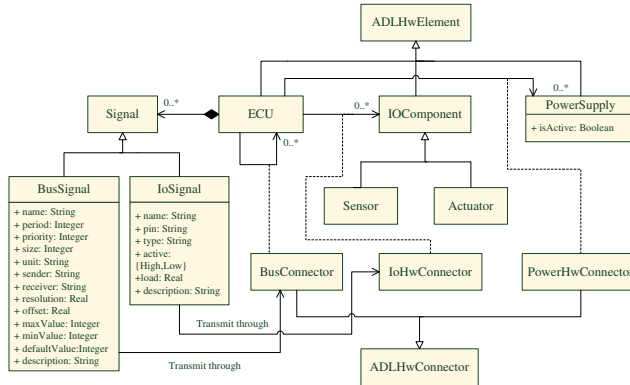 ADLHwElement
0..*
0..*
0..*
Signal
ECU
IOComponent
PowerSupply
+ isActive: Boolean
0..*
BusSignal
+ name: String
+ period: Integer
+ priority: Integer
+ size: Integer
+ unit: String
+ sender: String
+ receiver: String
+ resolution: Real
+ offset: Real
+ maxValue: Integer
+ minValue: Integer
+ defaultValue:Integer
+ description: String
IoSignal
+ name: String
+ pin: String
+ type: String
+ active:
{High,Low}
+load: Real
+ description: String
Sensor
Actuator
BusConnector
IoHwConnector
PowerHwConnector
Transmit through
Transmit through
ADLHwConnector